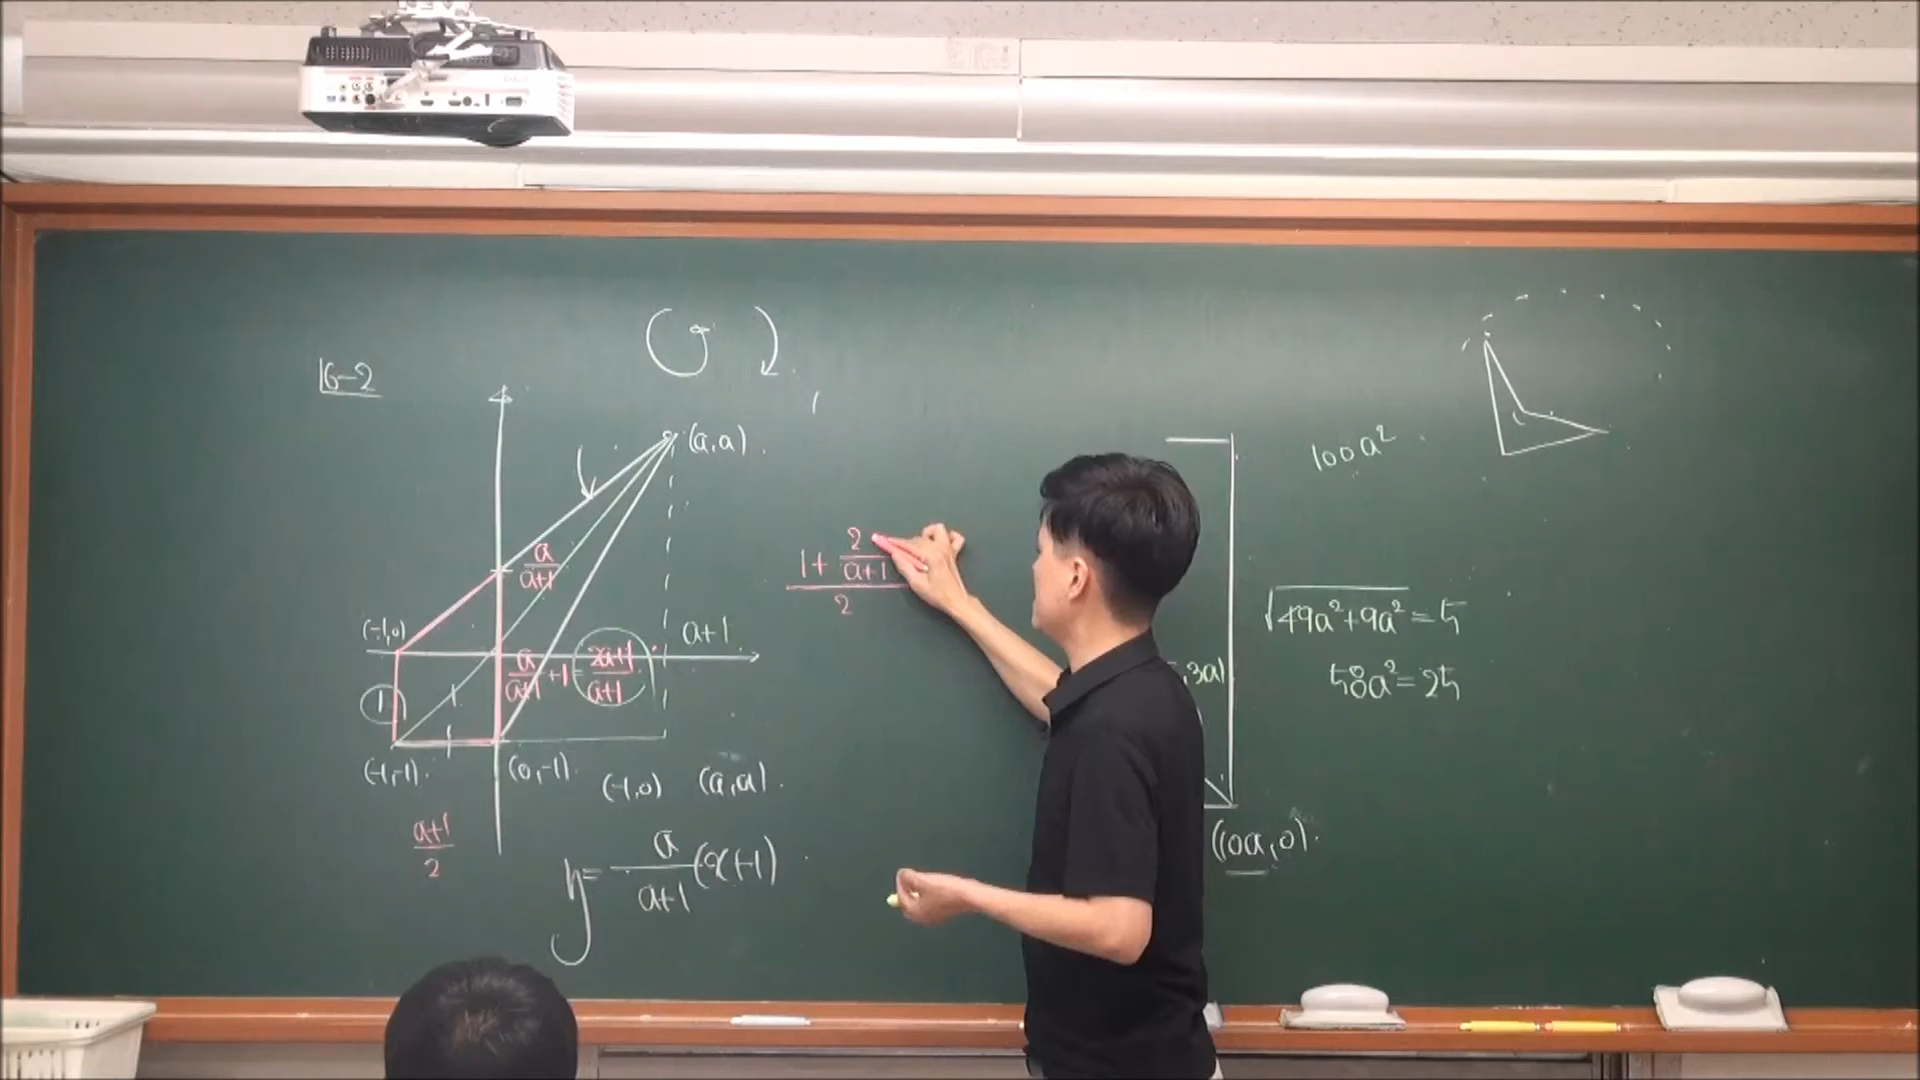 16-2
(a,a).
a/(a+1)
(-1,0)
a+1
a/(a+1)+1=(2a+1)/(a+1)
1
(-1,-1).
(0,-1).
(-1,0) (a,a).
(a+1)/2
y=a/(a+1)(x+1)
(1+2/(a+1))/2
100a²
,3a)
√(49a²+9a²)=5
58a²=25
(10a,0).